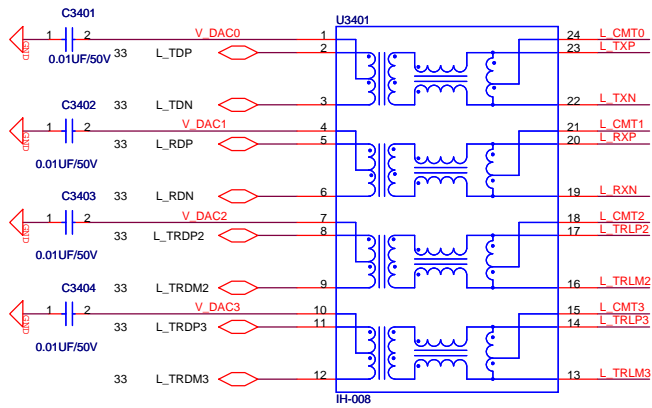 U3401
C3401
GND 1 2 V_DAC0 1 24 L_CMT0
0.01UF/50V 33 L_TDP 2 23 L_TXP
33 L_TDN 3 22 L_TXN
C3402
GND 1 2 V_DAC1 4 21 L_CMT1
0.01UF/50V 33 L_RDP 5 20 L_RXP
33 L_RDN 6 19 L_RXN
C3403
GND 1 2 V_DAC2 7 18 L_CMT2
0.01UF/50V 33 L_TRDP2 8 17 L_TRLP2
33 L_TRDM2 9 16 L_TRLM2
C3404
GND 1 2 V_DAC3 10 15 L_CMT3
0.01UF/50V 33 L_TRDP3 11 14 L_TRLP3
33 L_TRDM3 12 13 L_TRLM3
IH-008